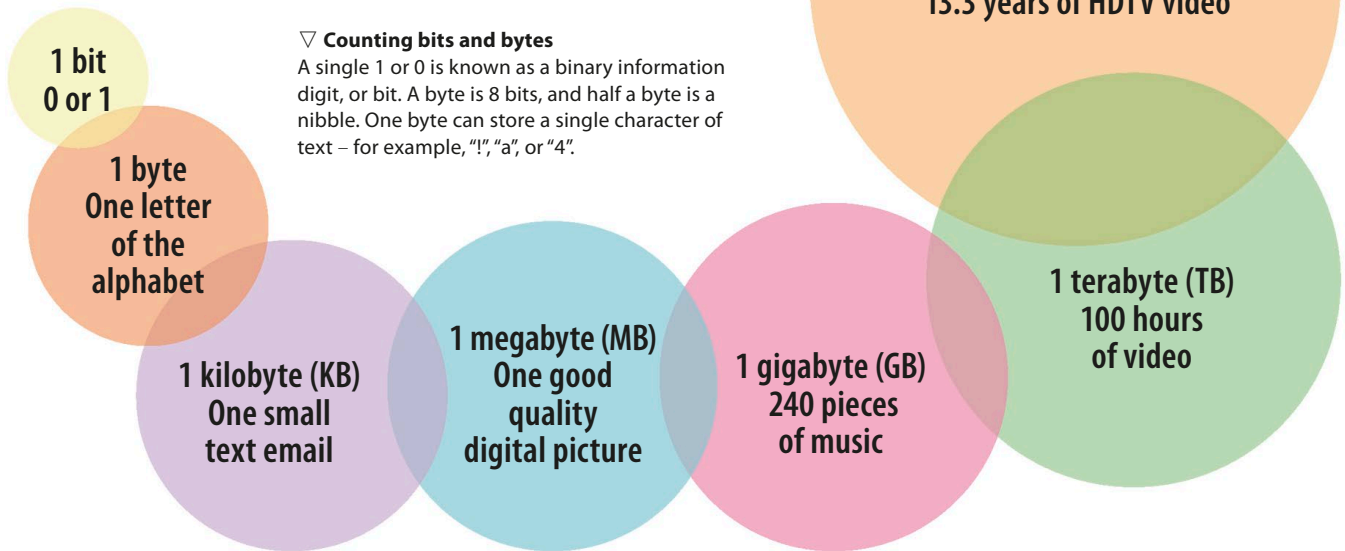 13.3 years of HDTV video
▽ Counting bits and bytes
A single 1 or 0 is known as a binary information
digit, or bit. A byte is 8 bits, and half a byte is a
nibble. One byte can store a single character of
text – for example, “!”, “a”, or “4”.
1 bit
0 or 1
1 byte
One letter
of the
alphabet
1 kilobyte (KB)
One small
text email
1 megabyte (MB)
One good
quality
digital picture
1 gigabyte (GB)
240 pieces
of music
1 terabyte (TB)
100 hours
of video